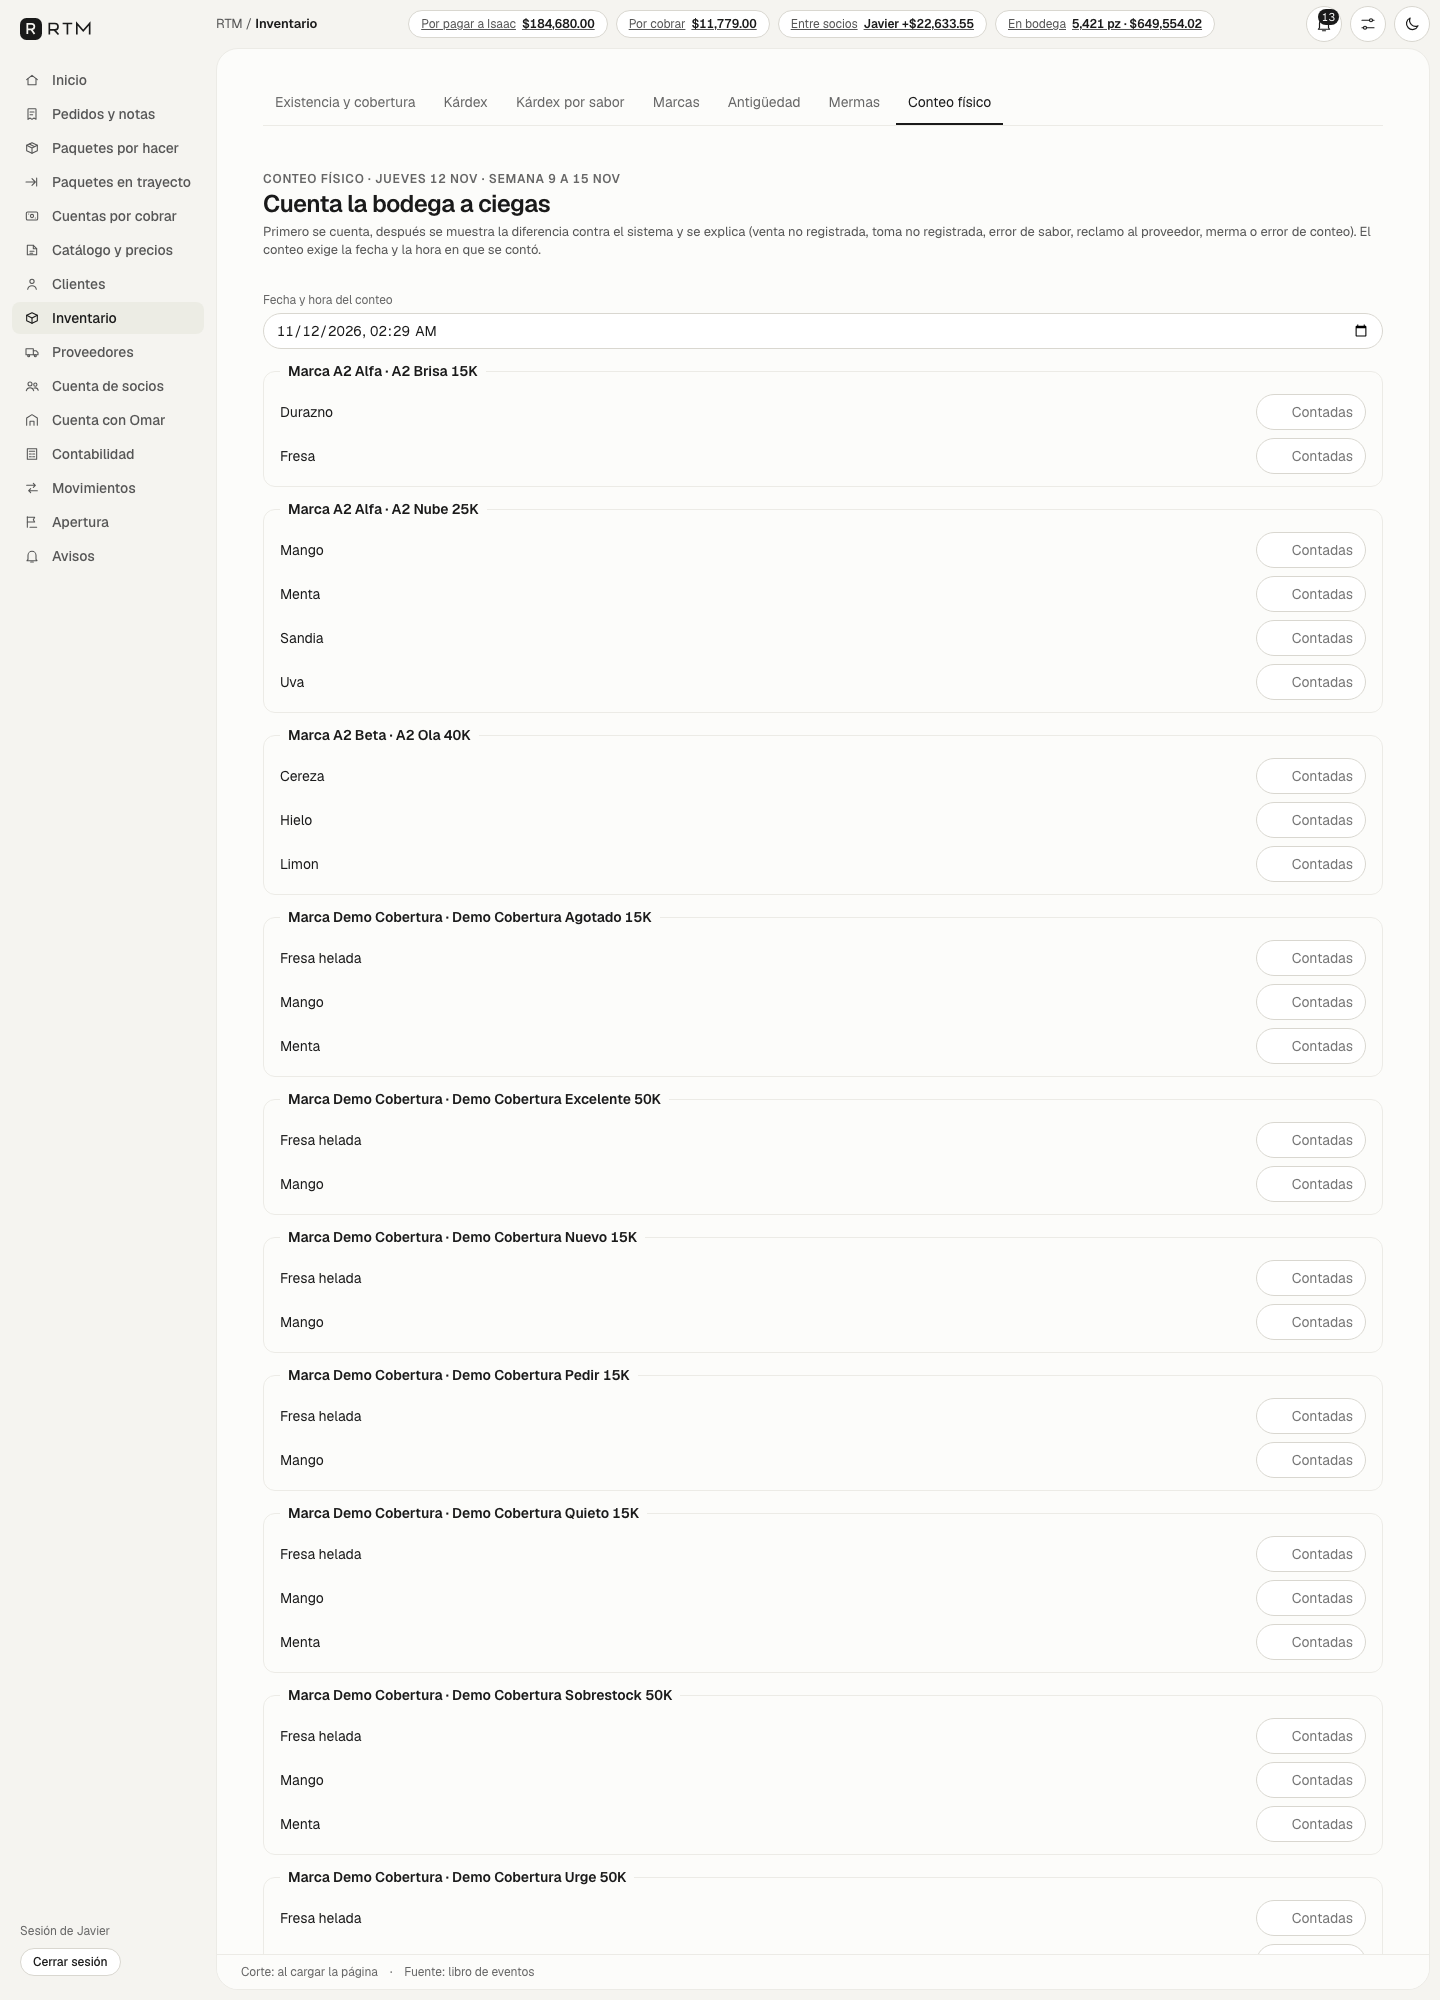 R RTM
RTM / Inventario
Por pagar a Isaac $184,680.00
Por cobrar $11,779.00
Entre socios Javier +$22,633.55
En bodega 5,421 pz · $649,554.02
13
Inicio
Pedidos y notas
Paquetes por hacer
Paquetes en trayecto
Cuentas por cobrar
Catálogo y precios
Clientes
Inventario
Proveedores
Cuenta de socios
Cuenta con Omar
Contabilidad
Movimientos
Apertura
Avisos
Sesión de Javier
Cerrar sesión
Existencia y cobertura
Kárdex
Kárdex por sabor
Marcas
Antigüedad
Mermas
Conteo físico
CONTEO FÍSICO · JUEVES 12 NOV · SEMANA 9 A 15 NOV
Cuenta la bodega a ciegas
Primero se cuenta, después se muestra la diferencia contra el sistema y se explica (venta no registrada, toma no registrada, error de sabor, reclamo al proveedor, merma o error de conteo). El
conteo exige la fecha y la hora en que se contó.
Fecha y hora del conteo
11/12/2026, 02:29 AM
Marca A2 Alfa · A2 Brisa 15K
Durazno Contadas
Fresa Contadas
Marca A2 Alfa · A2 Nube 25K
Mango Contadas
Menta Contadas
Sandia Contadas
Uva Contadas
Marca A2 Beta · A2 Ola 40K
Cereza Contadas
Hielo Contadas
Limon Contadas
Marca Demo Cobertura · Demo Cobertura Agotado 15K
Fresa helada Contadas
Mango Contadas
Menta Contadas
Marca Demo Cobertura · Demo Cobertura Excelente 50K
Fresa helada Contadas
Mango Contadas
Marca Demo Cobertura · Demo Cobertura Nuevo 15K
Fresa helada Contadas
Mango Contadas
Marca Demo Cobertura · Demo Cobertura Pedir 15K
Fresa helada Contadas
Mango Contadas
Marca Demo Cobertura · Demo Cobertura Quieto 15K
Fresa helada Contadas
Mango Contadas
Menta Contadas
Marca Demo Cobertura · Demo Cobertura Sobrestock 50K
Fresa helada Contadas
Mango Contadas
Menta Contadas
Marca Demo Cobertura · Demo Cobertura Urge 50K
Fresa helada Contadas
Corte: al cargar la página · Fuente: libro de eventos